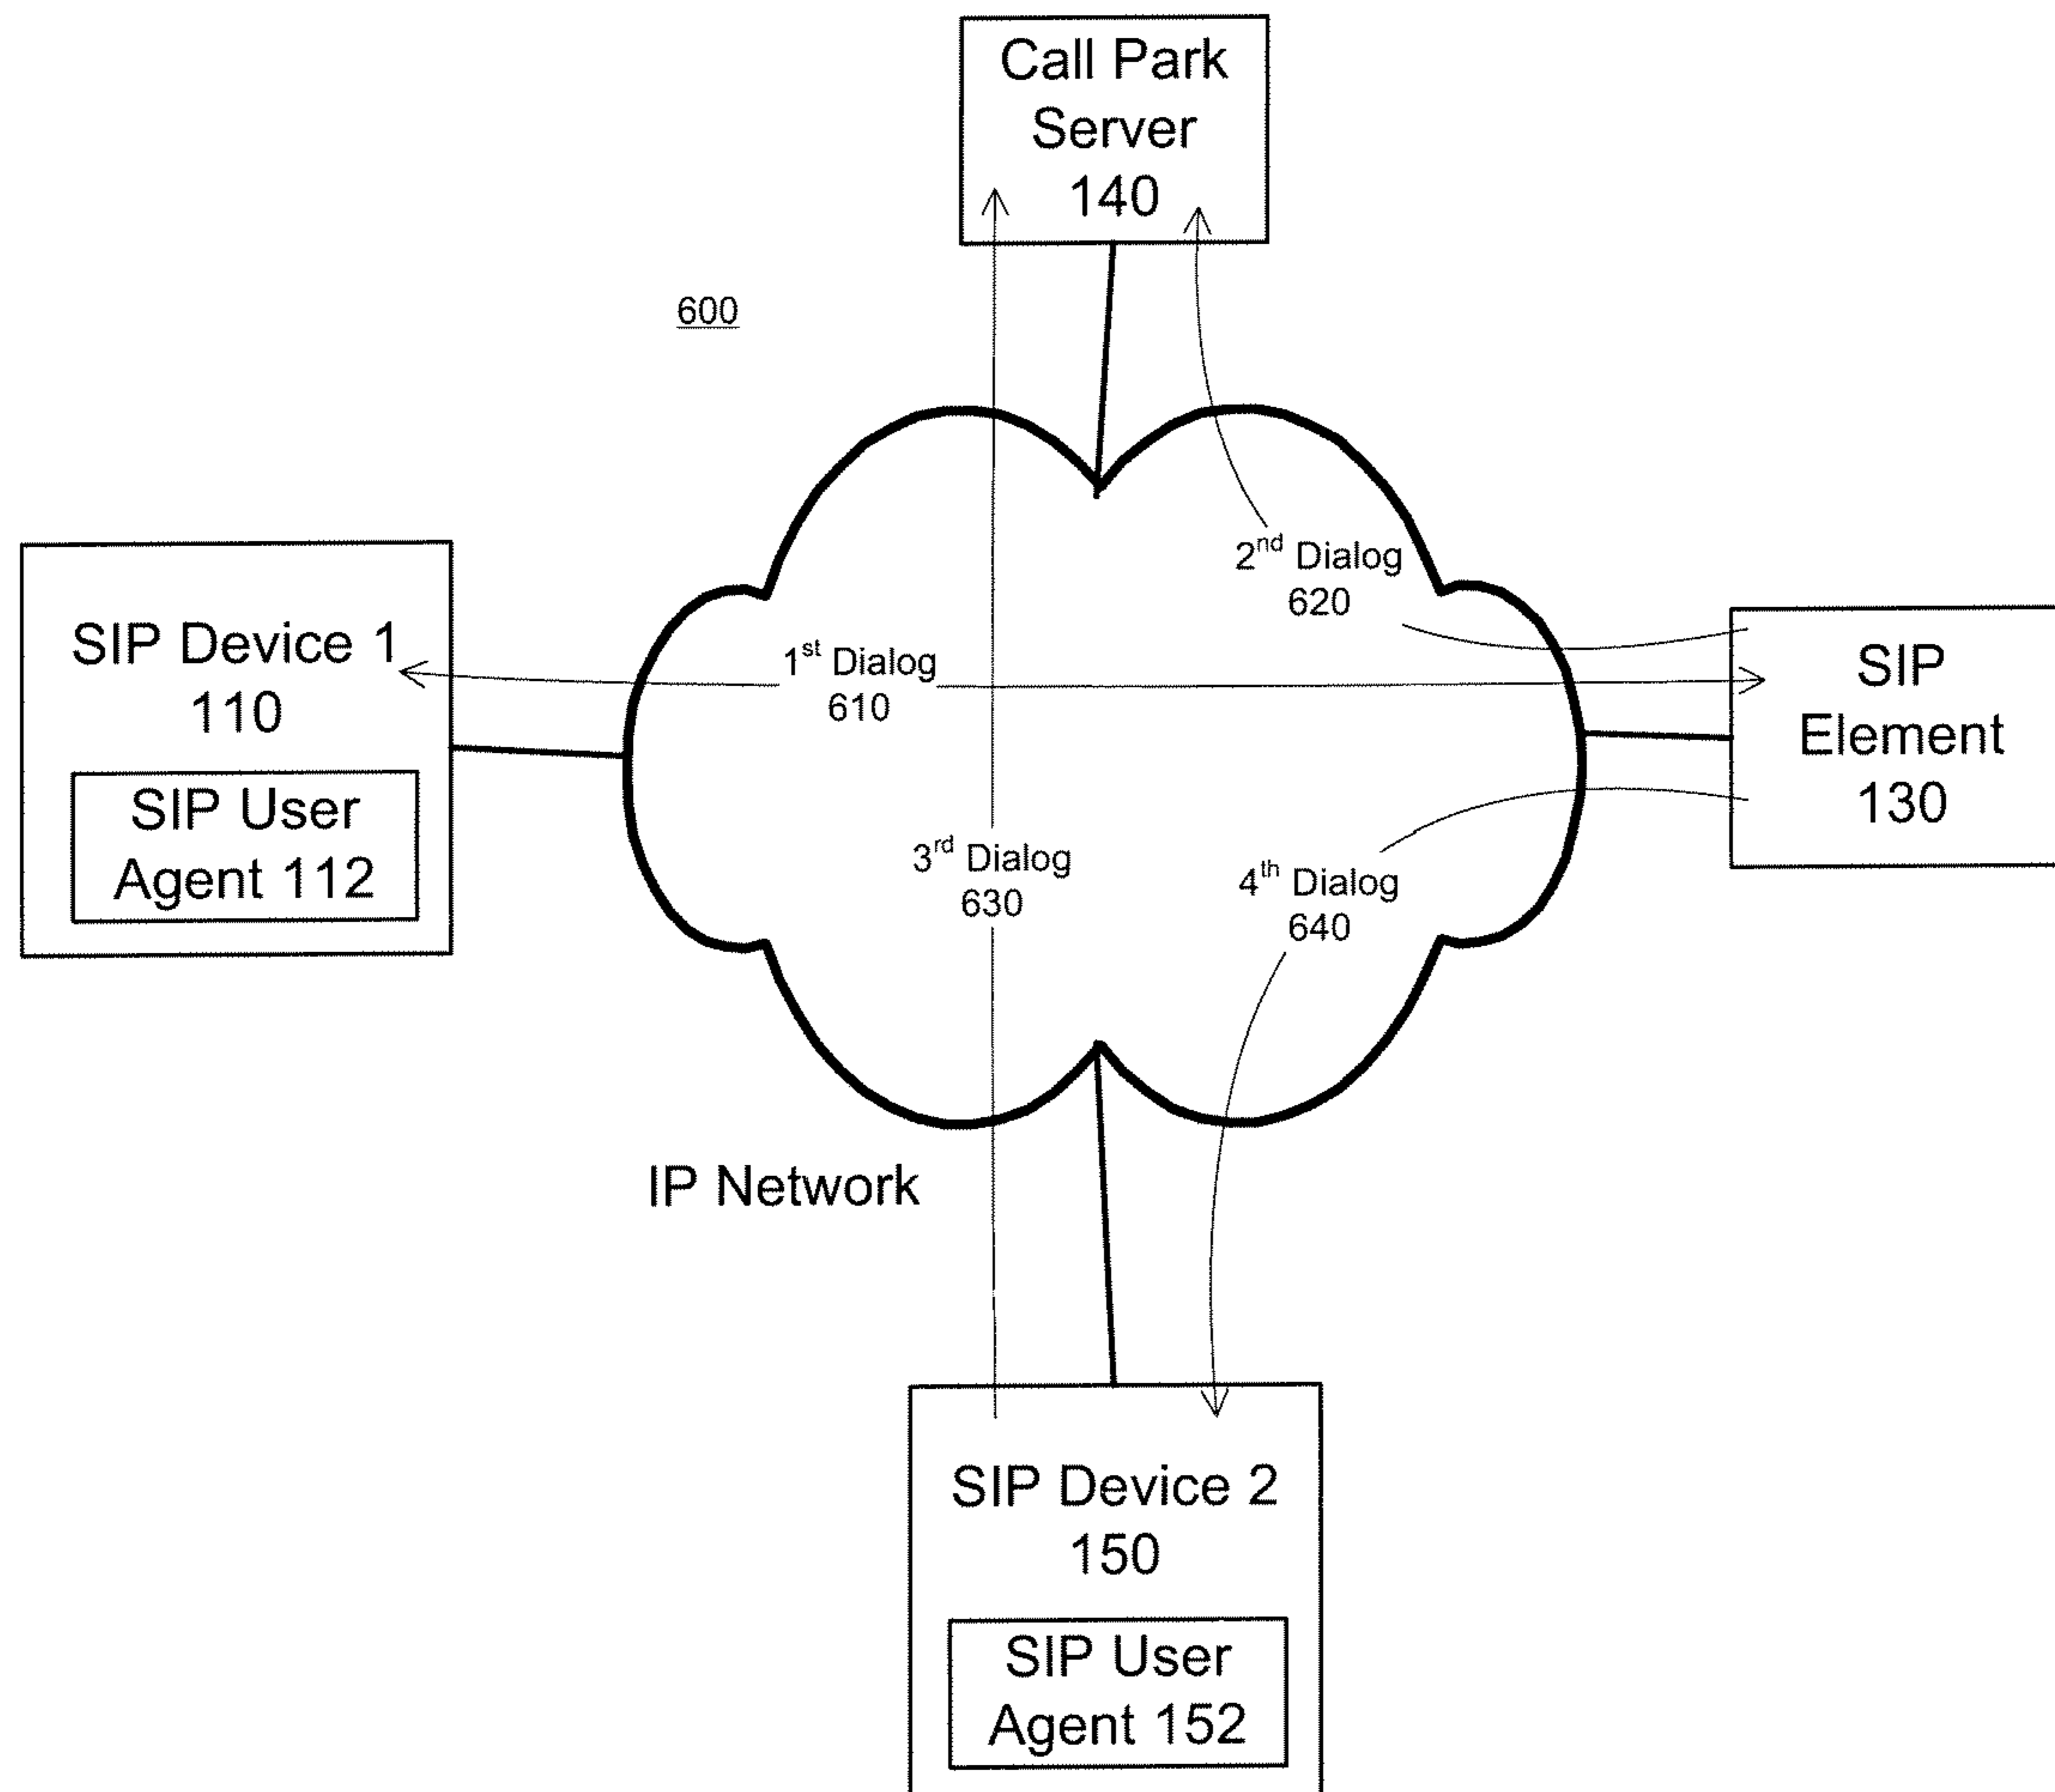 Call Park
Server
140
600
2nd Dialog
620
SIP Device 1
110
SIP User
Agent 112
1st Dialog
610
SIP
Element
130
3rd Dialog
630
4th Dialog
640
IP Network
SIP Device 2
150
SIP User
Agent 152